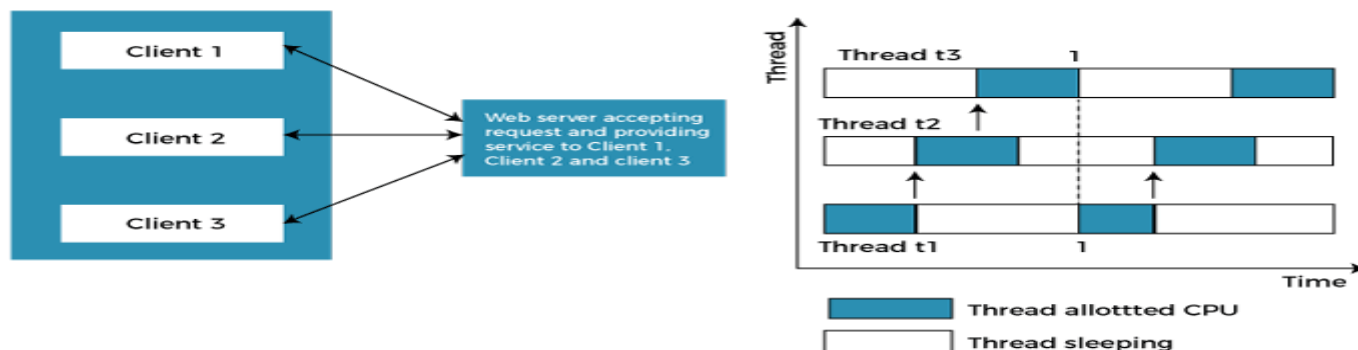 Client 1
Client 2
Client 3
Web server accepting
request and providing
service to Client 1.
Client 2 and client 3
Thread
Thread t3
1
Thread t2
Thread t1
1
Time
Thread allottted CPU
Thread sleeping